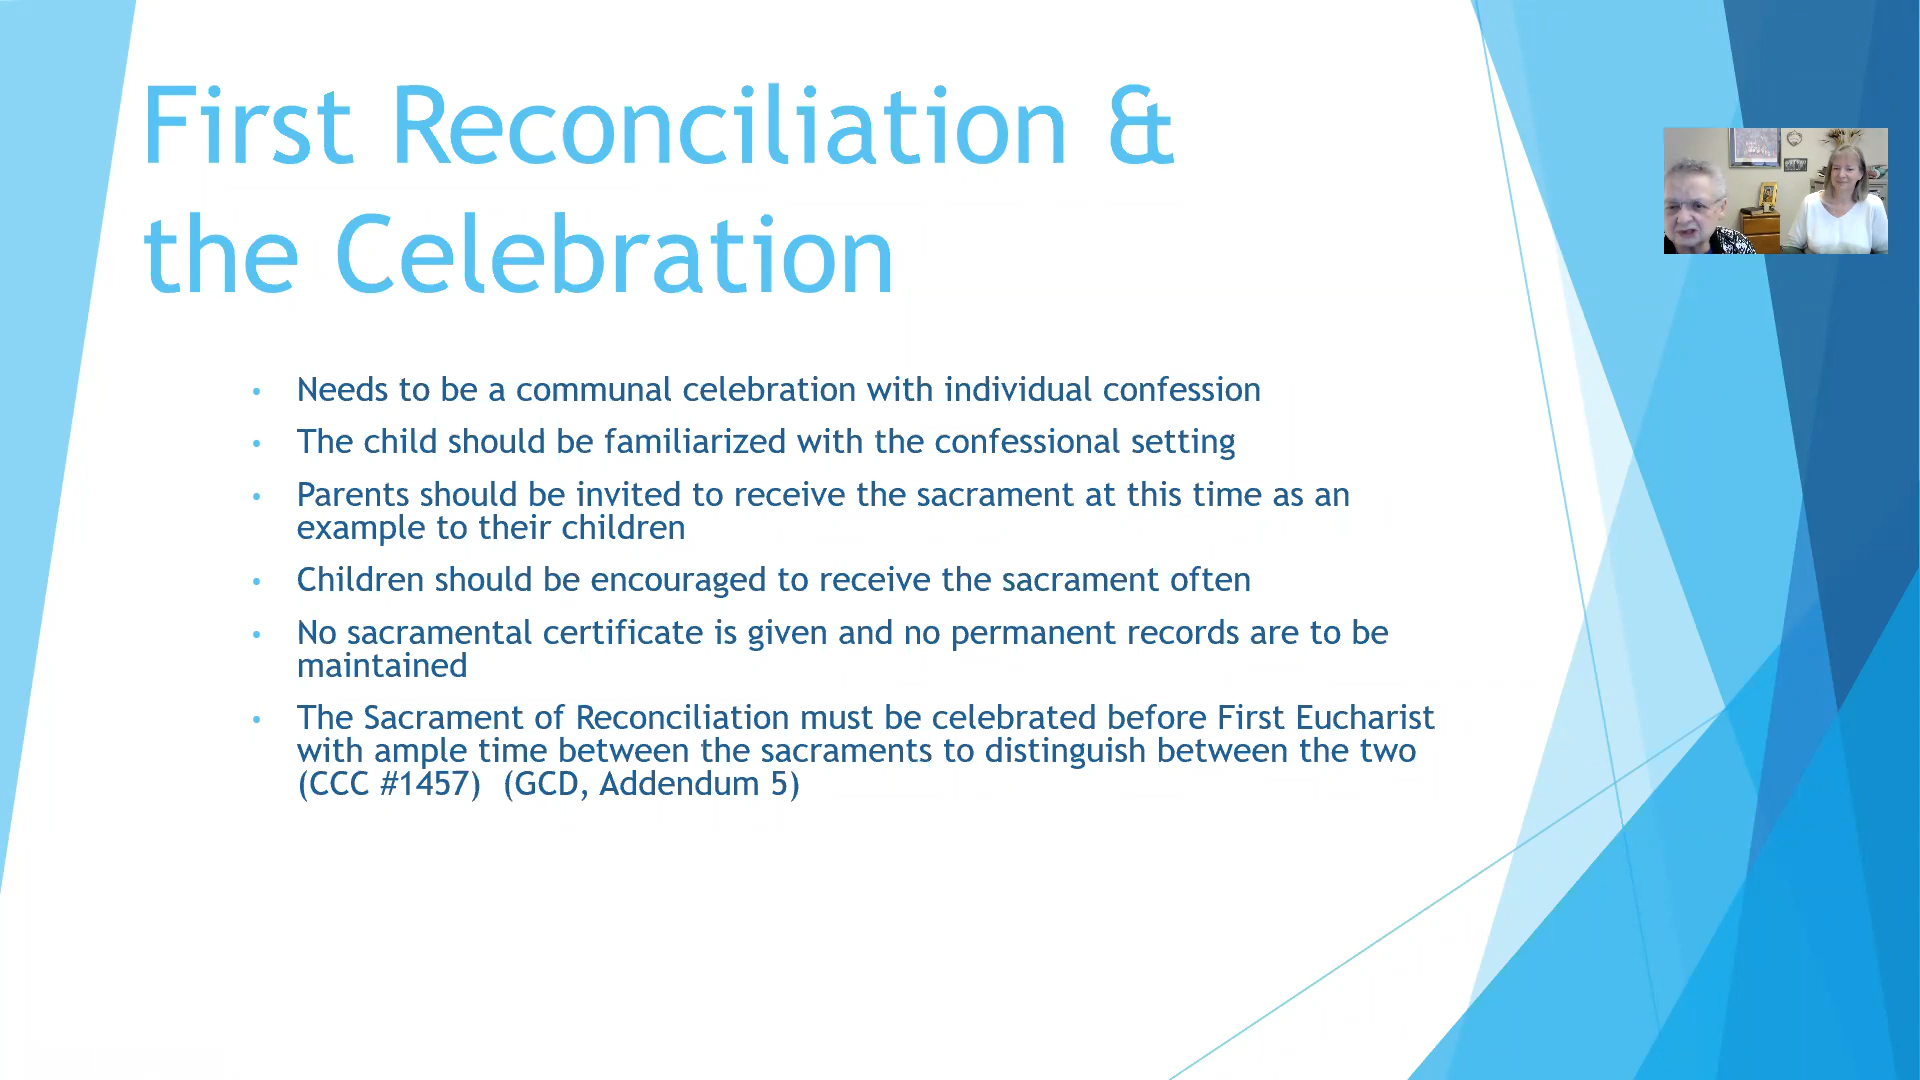 First Reconciliation &
the Celebration
• Needs to be a communal celebration with individual confession
• The child should be familiarized with the confessional setting
• Parents should be invited to receive the sacrament at this time as an
example to their children
• Children should be encouraged to receive the sacrament often
• No sacramental certificate is given and no permanent records are to be
maintained
• The Sacrament of Reconciliation must be celebrated before First Eucharist
with ample time between the sacraments to distinguish between the two
(CCC #1457)  (GCD, Addendum 5)